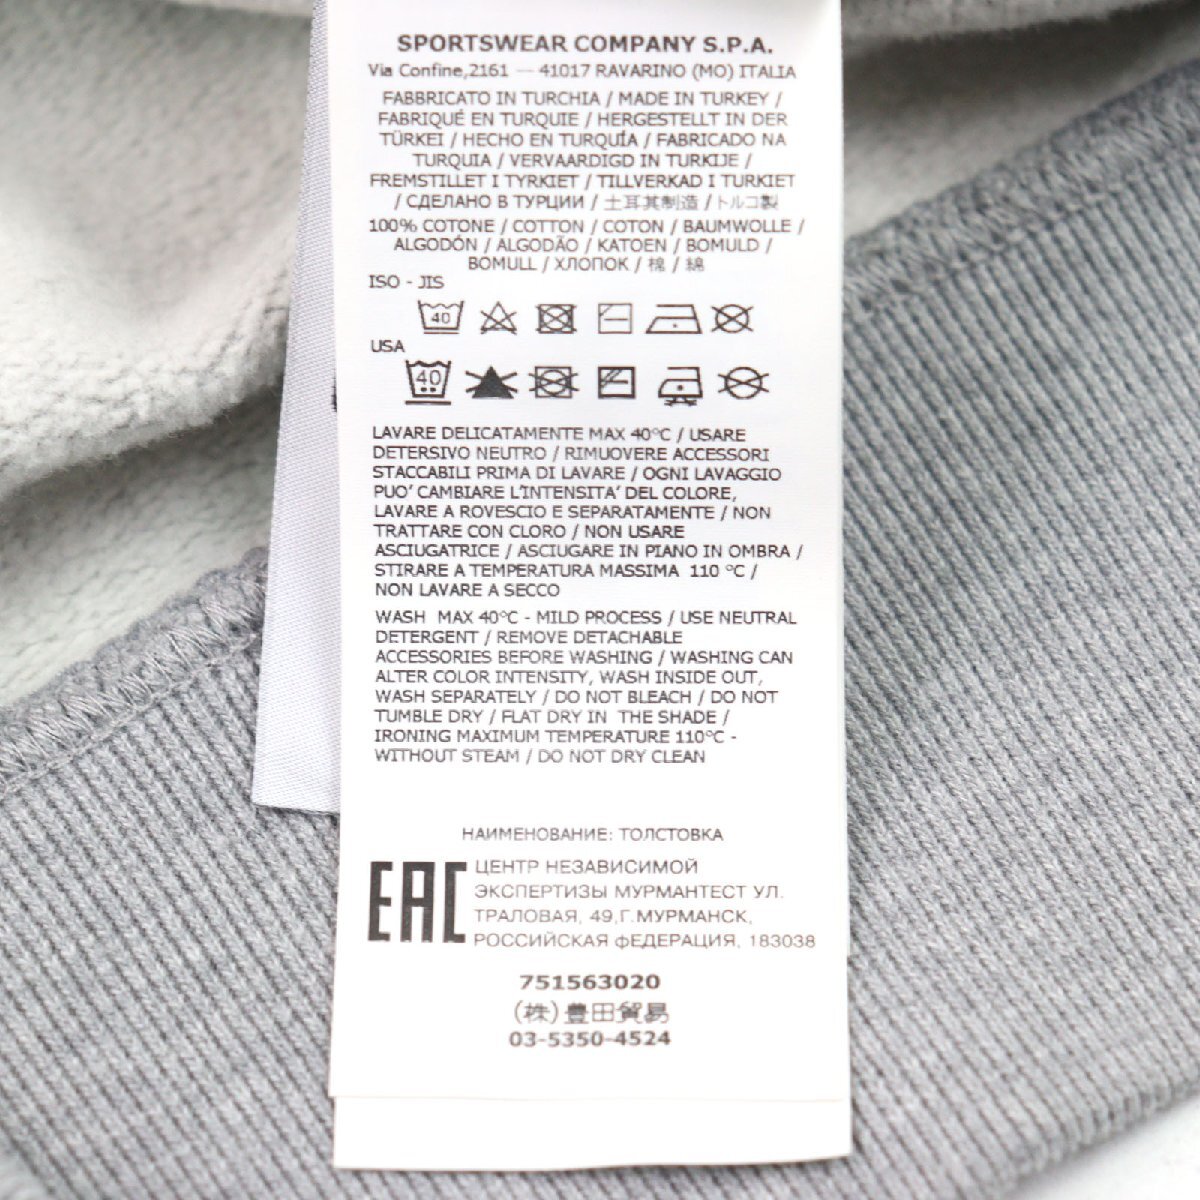 SPORTSWEAR COMPANY S.P.A.
Via Confine,2161 — 41017 RAVARINO (MO) ITALIA
FABBRICATO IN TURCHIA / MADE IN TURKEY /
FABRIQUÉ EN TURQUIE / HERGESTELLT IN DER
TÜRKEI / HECHO EN TURQUÍA / FABRICADO NA
TURQUIA / VERVAARDIGD IN TURKIJE /
FREMSTILLET I TYRKIET / TILLVERKAD I TURKIET
/ СДЕЛАНО В ТУРЦИИ / 土耳其制造 / トルコ製
100% COTONE / COTTON / COTON / BAUMWOLLE /
ALGODÓN / ALGODÃO / KATOEN / BOMULD /
BOMULL / ХЛОПОК / 棉 / 綿
ISO - JIS
40
USA
40
LAVARE DELICATAMENTE MAX 40°C / USARE
DETERSIVO NEUTRO / RIMUOVERE ACCESSORI
STACCABILI PRIMA DI LAVARE / OGNI LAVAGGIO
PUO' CAMBIARE L'INTENSITA' DEL COLORE,
LAVARE A ROVESCIO E SEPARATAMENTE / NON
TRATTARE CON CLORO / NON USARE
ASCIUGATRICE / ASCIUGARE IN PIANO IN OMBRA /
STIRARE A TEMPERATURA MASSIMA 110 °C /
NON LAVARE A SECCO
WASH MAX 40°C - MILD PROCESS / USE NEUTRAL
DETERGENT / REMOVE DETACHABLE
ACCESSORIES BEFORE WASHING / WASHING CAN
ALTER COLOR INTENSITY, WASH INSIDE OUT,
WASH SEPARATELY / DO NOT BLEACH / DO NOT
TUMBLE DRY / FLAT DRY IN THE SHADE /
IRONING MAXIMUM TEMPERATURE 110°C -
WITHOUT STEAM / DO NOT DRY CLEAN
НАИМЕНОВАНИЕ: ТОЛСТОВКА
EAC
ЦЕНТР НЕЗАВИСИМОЙ
ЭКСПЕРТИЗЫ МУРМАНТЕСТ УЛ.
ТРАЛОВАЯ, 49,Г.МУРМАНСК,
РОССИЙСКАЯ фЕДЕРАЦИЯ, 183038
751563020
(株)豊田貿易
03-5350-4524